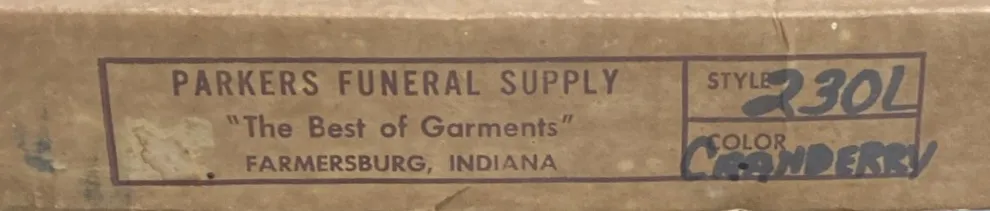 PARKERS FUNERAL SUPPLY
"The Best of Garments"
FARMERSBURG, INDIANA
STYLE 230L
COLOR
CRANBERRY